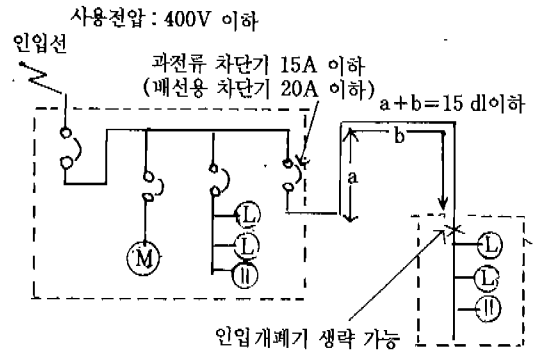 사용전압 : 400V 이하
인입선
과전류 차단기 15A 이하
(배선용 차단기 20A 이하)
a+b=15 dl이하
b
a
L
L
M
L
L
인입개폐기 생략 가능